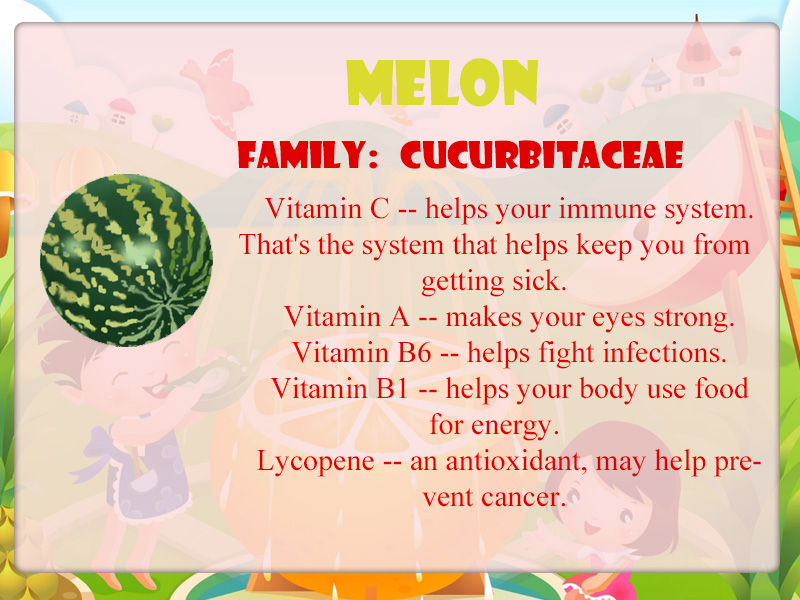 MELON
FAMILY: CUCURBITACEAE
Vitamin C -- helps your immune system.
That's the system that helps keep you from
getting sick.
Vitamin A -- makes your eyes strong.
Vitamin B6 -- helps fight infections.
Vitamin B1 -- helps your body use food
for energy.
Lycopene -- an antioxidant, may help pre-
vent cancer.